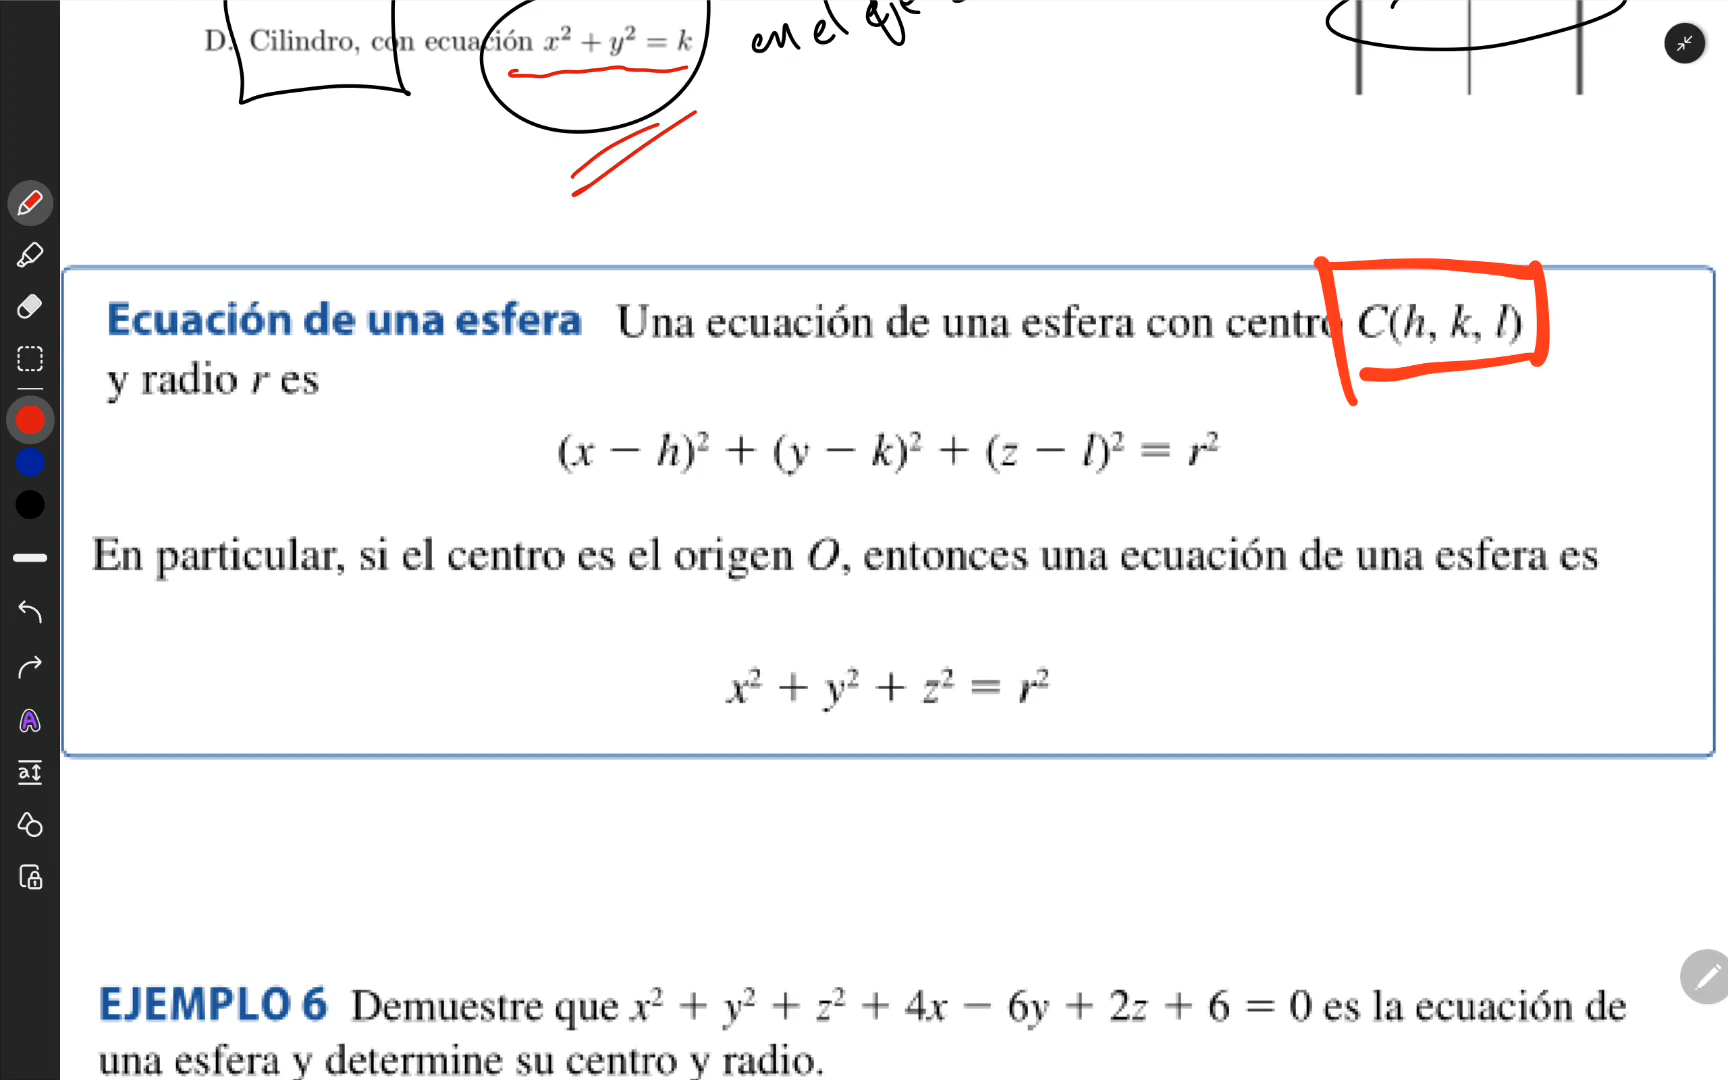 D. Cilindro, con ecuación x² + y² = k
en el eje
Ecuación de una esfera Una ecuación de una esfera con centro C(h, k, l)
y radio r es
(x − h)² + (y − k)² + (z − l)² = r²
En particular, si el centro es el origen O, entonces una ecuación de una esfera es
x² + y² + z² = r²
EJEMPLO 6 Demuestre que x² + y² + z² + 4x − 6y + 2z + 6 = 0 es la ecuación de
una esfera y determine su centro y radio.